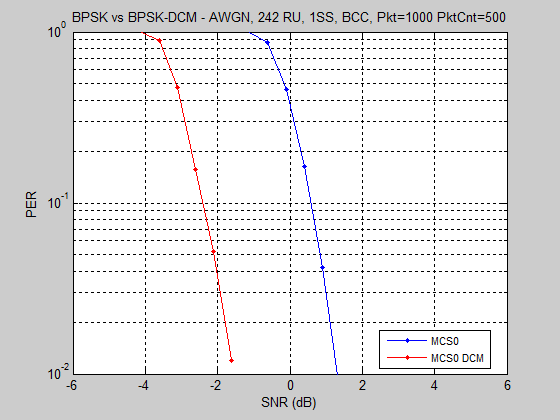 BPSK vs BPSK-DCM - AWGN, 242 RU, 1SS, BCC, Pkt=1000 PktCnt=500
10^0
10^-1
10^-2
PER
-6 -4 -2 0 2 4 6
SNR (dB)
MCS0
MCS0 DCM